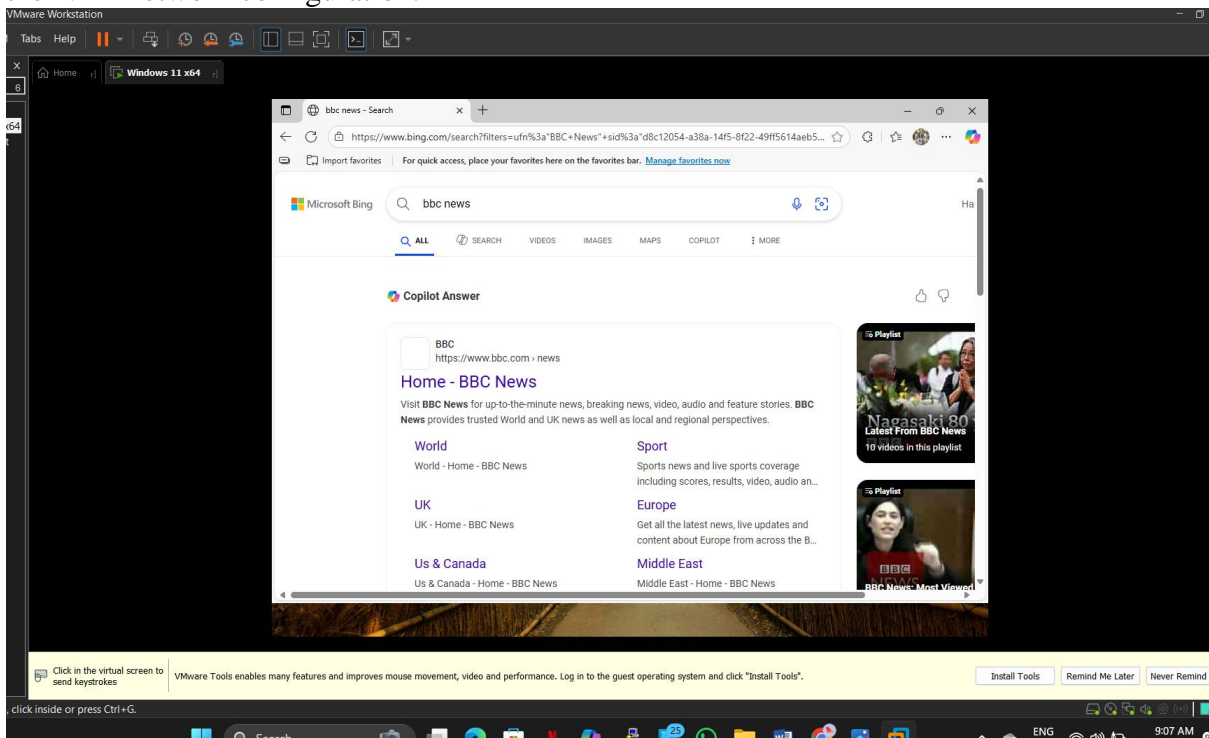 VMware Workstation
Tabs Help
Home
Windows 11 x64
6
x64
bbc news - Search
https://www.bing.com/search?filters=ufn%3a"BBC+News"+sid%3a"d8c12054-a38a-14f5-8f22-49ff5614aeb5...
Import favorites For quick access, place your favorites here on the favorites bar. Manage favorites now
Microsoft Bing bbc news Ha
ALL SEARCH VIDEOS IMAGES MAPS COPILOT MORE
Copilot Answer
BBC
https://www.bbc.com › news
Home - BBC News
Visit BBC News for up-to-the-minute news, breaking news, video, audio and feature stories. BBC
News provides trusted World and UK news as well as local and regional perspectives.
World
World - Home - BBC News
Sport
Sports news and live sports coverage
including scores, results, video, audio an...
UK
UK - Home - BBC News
Europe
Get all the latest news, live updates and
content about Europe from across the B...
Us & Canada
Us & Canada - Home - BBC News
Middle East
Middle East - Home - BBC News
Playlist
Nagasaki 80
Latest From BBC News
10 videos in this playlist
Playlist
BBC
NEWS
BBC News: Most Viewed
Click in the virtual screen to
send keystrokes
VMware Tools enables many features and improves mouse movement, video and performance. Log in to the guest operating system and click "Install Tools".
Install Tools Remind Me Later Never Remind
, click inside or press Ctrl+G.
Search
25
ENG
9:07 AM